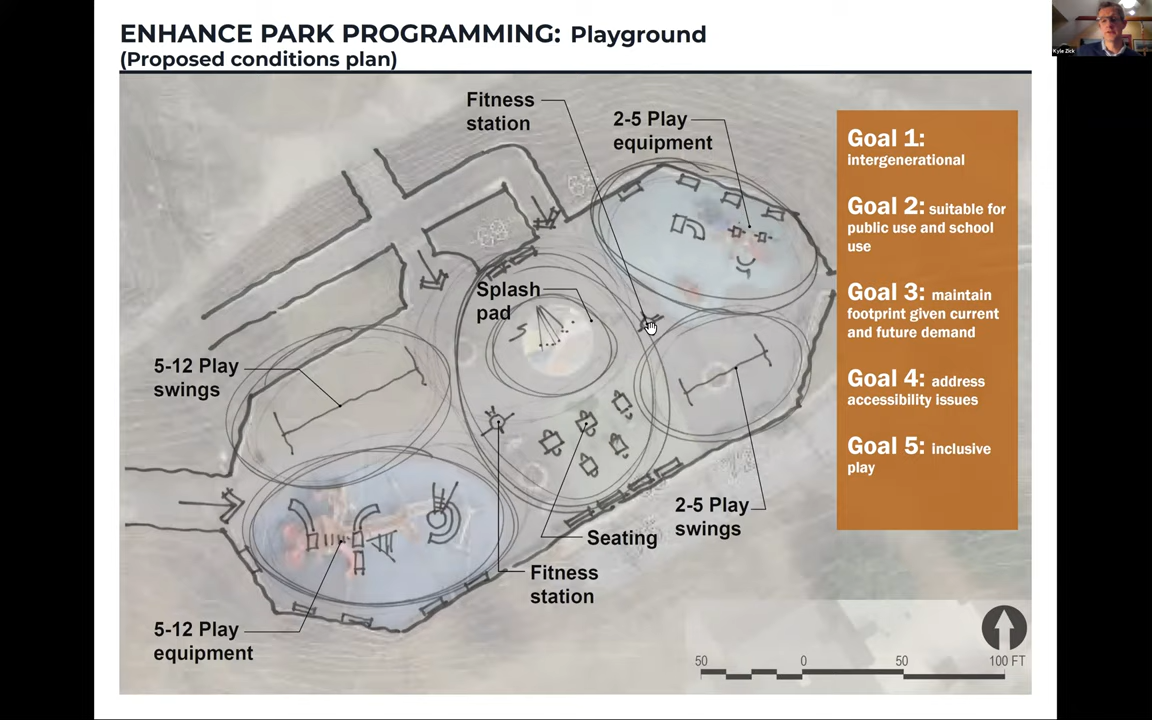 ENHANCE PARK PROGRAMMING: Playground
(Proposed conditions plan)
Kyle Zick
Fitness
station
2-5 Play
equipment
Splash
pad
5-12 Play
swings
2-5 Play
swings
Seating
Fitness
station
5-12 Play
equipment
Goal 1:
intergenerational
Goal 2: suitable for
public use and school
use
Goal 3: maintain
footprint given current
and future demand
Goal 4: address
accessibility issues
Goal 5: inclusive
play
50 0 50 100 FT